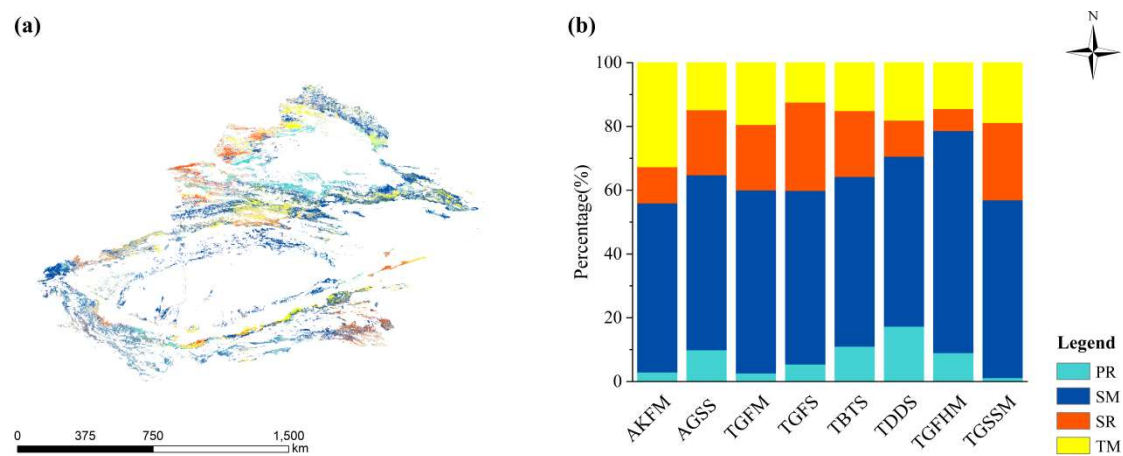 (a)
0 375 750 1,500
km
(b)
N
Percentage(%)
100
80
60
40
20
0
AKFM AGSS TGFM TGFS TBTS TDDS TGFHM TGSSM
Legend
PR
SM
SR
TM